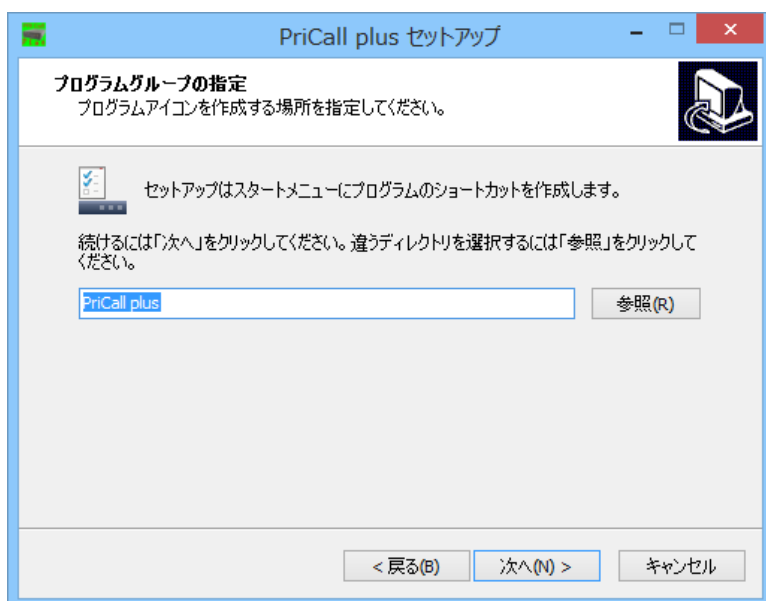 PriCall plus セットアップ
プログラムグループの指定
プログラムアイコンを作成する場所を指定してください。
セットアップはスタートメニューにプログラムのショートカットを作成します。
続けるには「次へ」をクリックしてください。違うディレクトリを選択するには「参照」をクリックして
ください。
PriCall plus
参照(R)
< 戻る(B)
次へ(N) >
キャンセル